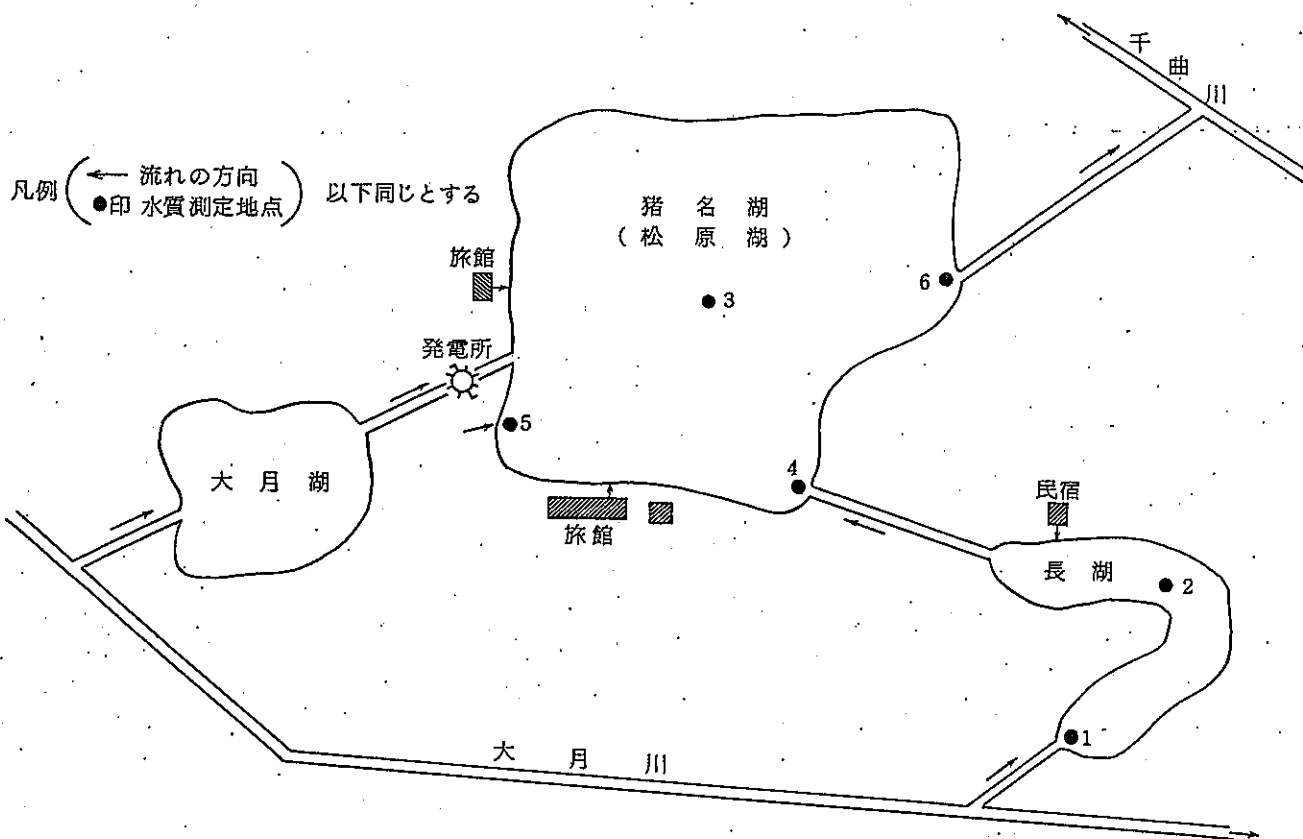 千曲川
凡例
流れの方向
●印 水質測定地点
以下同じとする
猪名湖
(松原湖)
旅館
3
6
発電所
5
大月湖
4
旅館
民宿
長湖
2
1
大月川